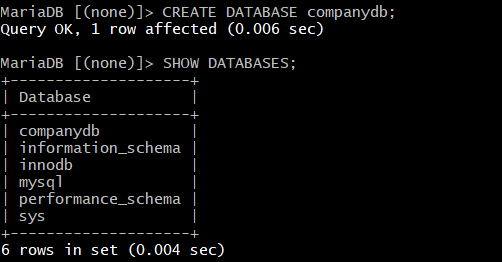 MariaDB [(none)]> CREATE DATABASE companydb;
Query OK, 1 row affected (0.006 sec)

MariaDB [(none)]> SHOW DATABASES;
+--------------------+
| Database           |
+--------------------+
| companydb          |
| information_schema |
| innodb             |
| mysql              |
| performance_schema |
| sys                |
+--------------------+
6 rows in set (0.004 sec)